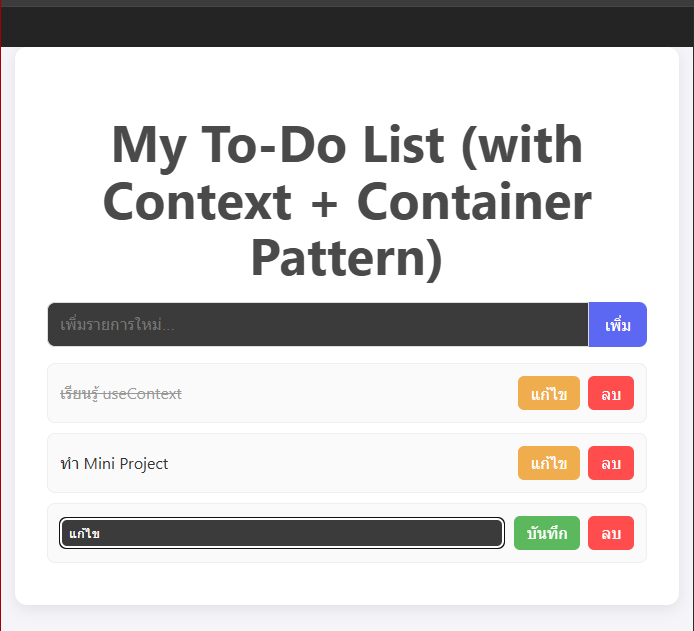 My To-Do List (with
Context + Container
Pattern)
เพิ่มรายการใหม่...
เพิ่ม
เรียนรู้ useContext
แก้ไข
ลบ
ทำ Mini Project
แก้ไข
ลบ
แก้ไข
บันทึก
ลบ